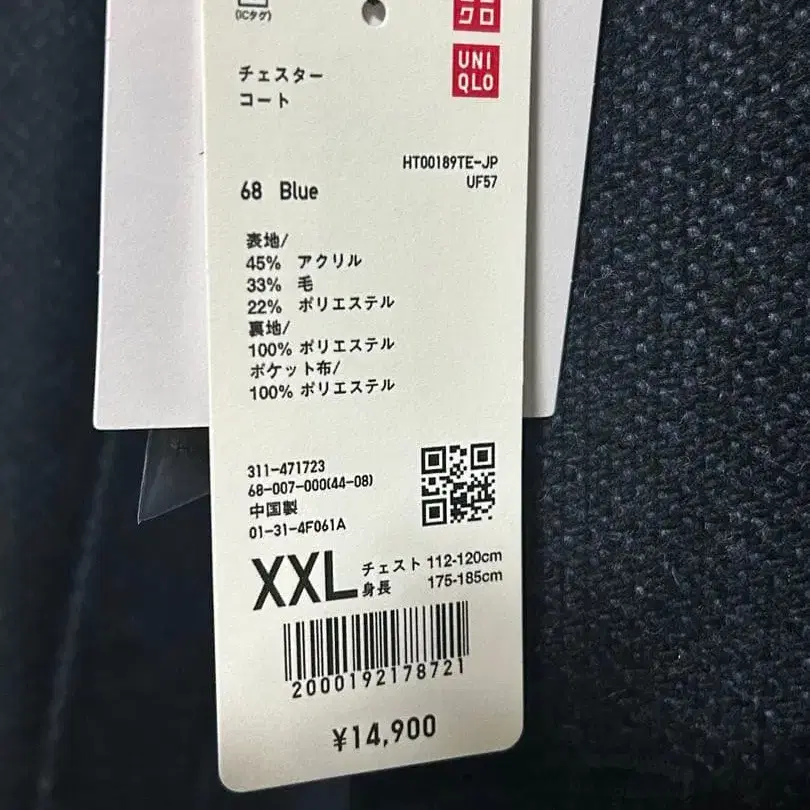 (ICタグ)
クロ
UNI
QLO
チェスター
コート
HT00189TE-JP
UF57
68 Blue
表地/
45% アクリル
33% 毛
22% ポリエステル
裏地/
100% ポリエステル
ポケット布/
100% ポリエステル
311-471723
68-007-000(44-08)
中国製
01-31-4F061A
XXL
チェスト 112-120cm
身長 175-185cm
2000192178721
¥14,900